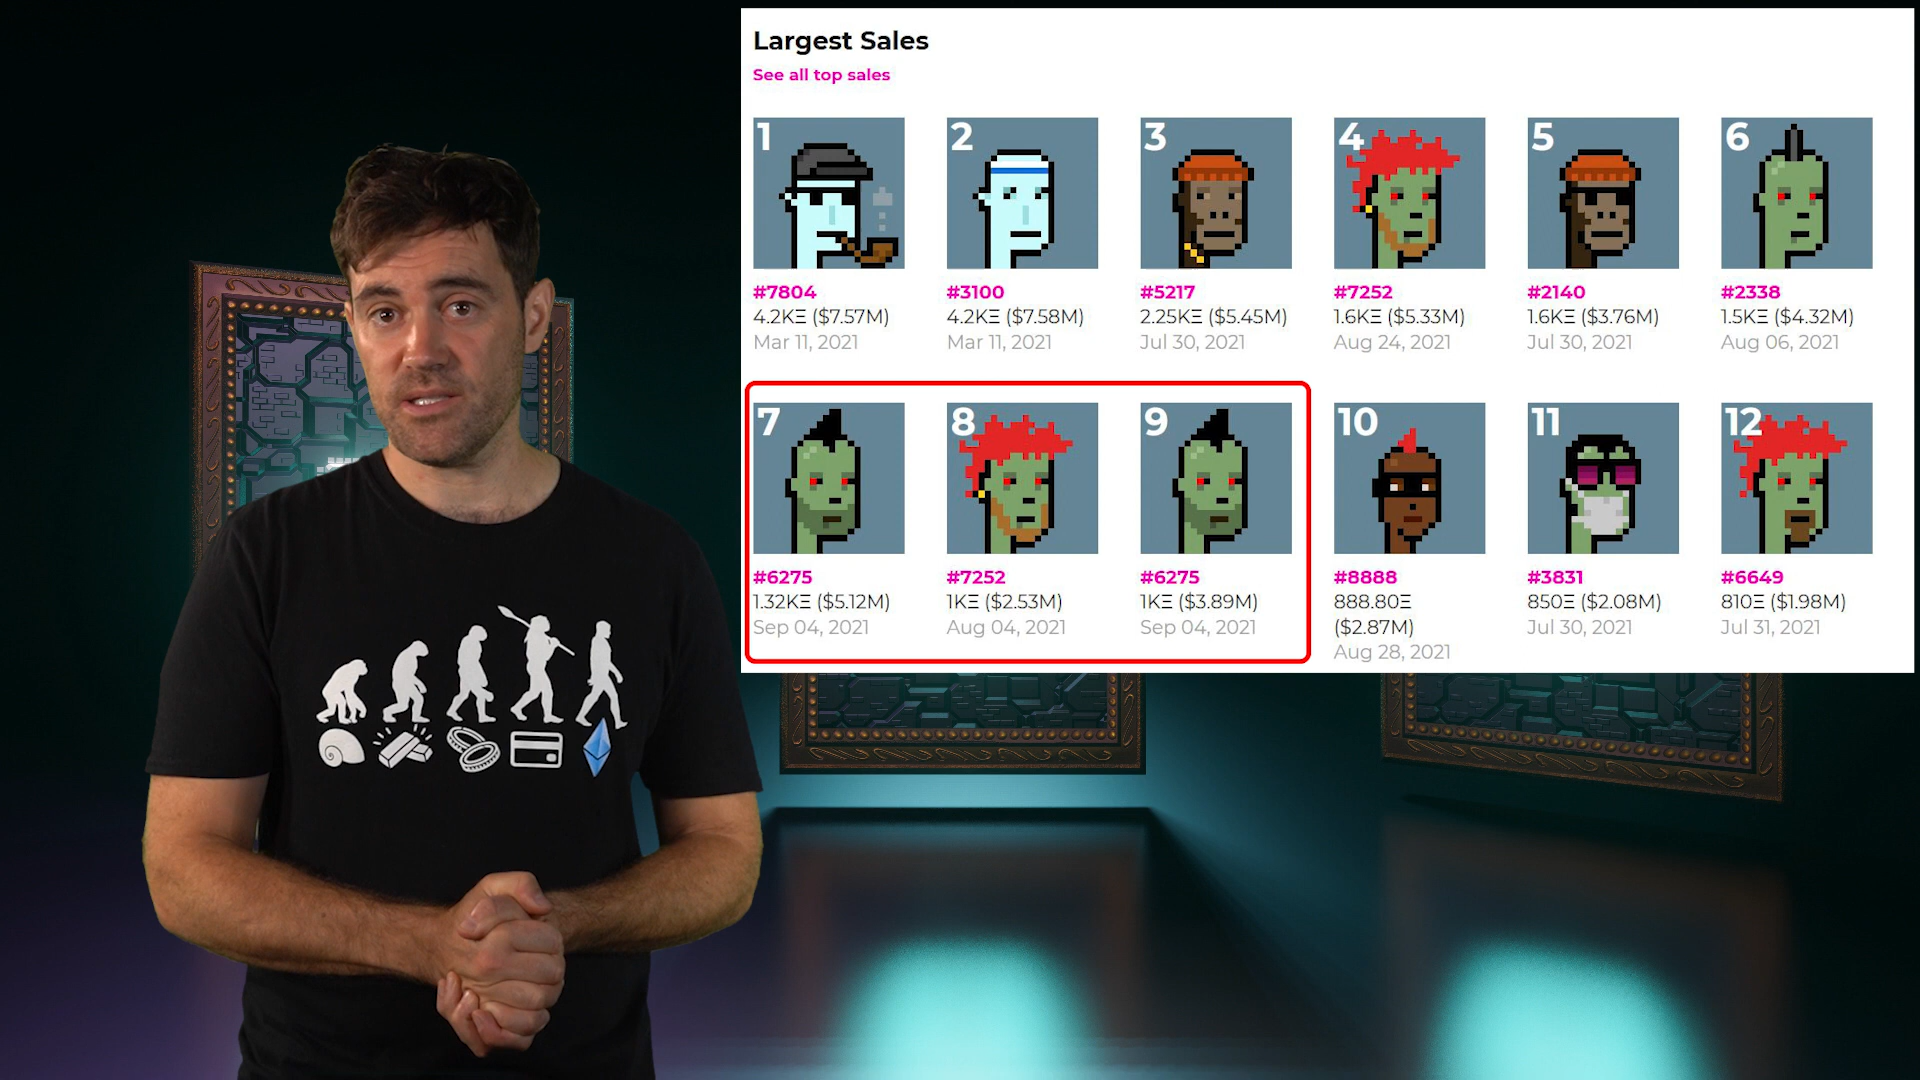 Largest Sales
See all top sales
1 2 3 4 5 6
#7804 #3100 #5217 #7252 #2140 #2338
4.2KΞ ($7.57M) 4.2KΞ ($7.58M) 2.25KΞ ($5.45M) 1.6KΞ ($5.33M) 1.6KΞ ($3.76M) 1.5KΞ ($4.32M)
Mar 11, 2021 Mar 11, 2021 Jul 30, 2021 Aug 24, 2021 Jul 30, 2021 Aug 06, 2021
7 8 9 10 11 12
#6275 #7252 #6275 #8888 #3831 #6649
1.32KΞ ($5.12M) 1KΞ ($2.53M) 1KΞ ($3.89M) 888.80Ξ 850Ξ ($2.08M) 810Ξ ($1.98M)
Sep 04, 2021 Aug 04, 2021 Sep 04, 2021 ($2.87M) Jul 30, 2021 Jul 31, 2021
Aug 28, 2021